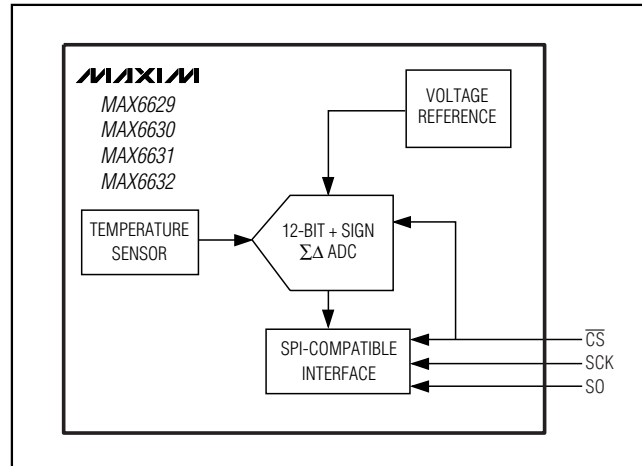 MAXIM
MAX6629
MAX6630
MAX6631
MAX6632
VOLTAGE
REFERENCE
TEMPERATURE
SENSOR
12-BIT + SIGN
ΣΔ ADC
SPI-COMPATIBLE
INTERFACE
C̅S̅
SCK
SO